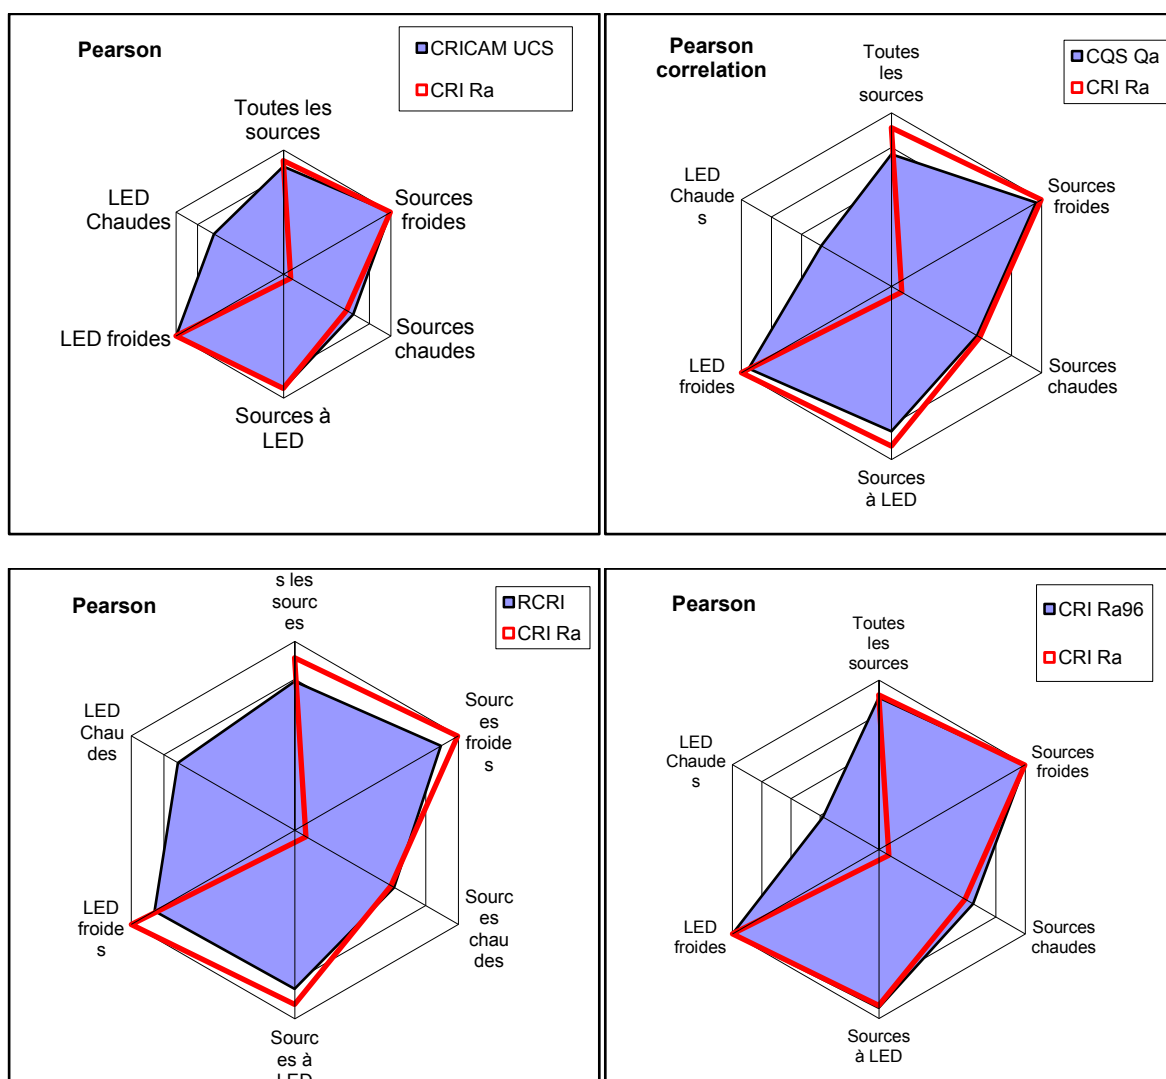 Pearson
CRICAM UCS
CRI Ra
Toutes les
sources
LED
Chaudes
Sources
froides
LED froides
Sources
chaudes
Sources à
LED
Pearson
correlation
CQS Qa
CRI Ra
Toutes
les
sources
LED
Chaude
s
Sources
froides
LED
froides
Sources
chaudes
Sources
à LED
Pearson
RCRI
CRI Ra
s les
sourc
es
LED
Chau
des
Sourc
es
froide
s
LED
froide
s
Sourc
es
chau
des
Sourc
es à
LED
Pearson
CRI Ra96
CRI Ra
Toutes
les
sources
LED
Chaude
s
Sources
froides
LED
froides
Sources
chaudes
Sources
à LED